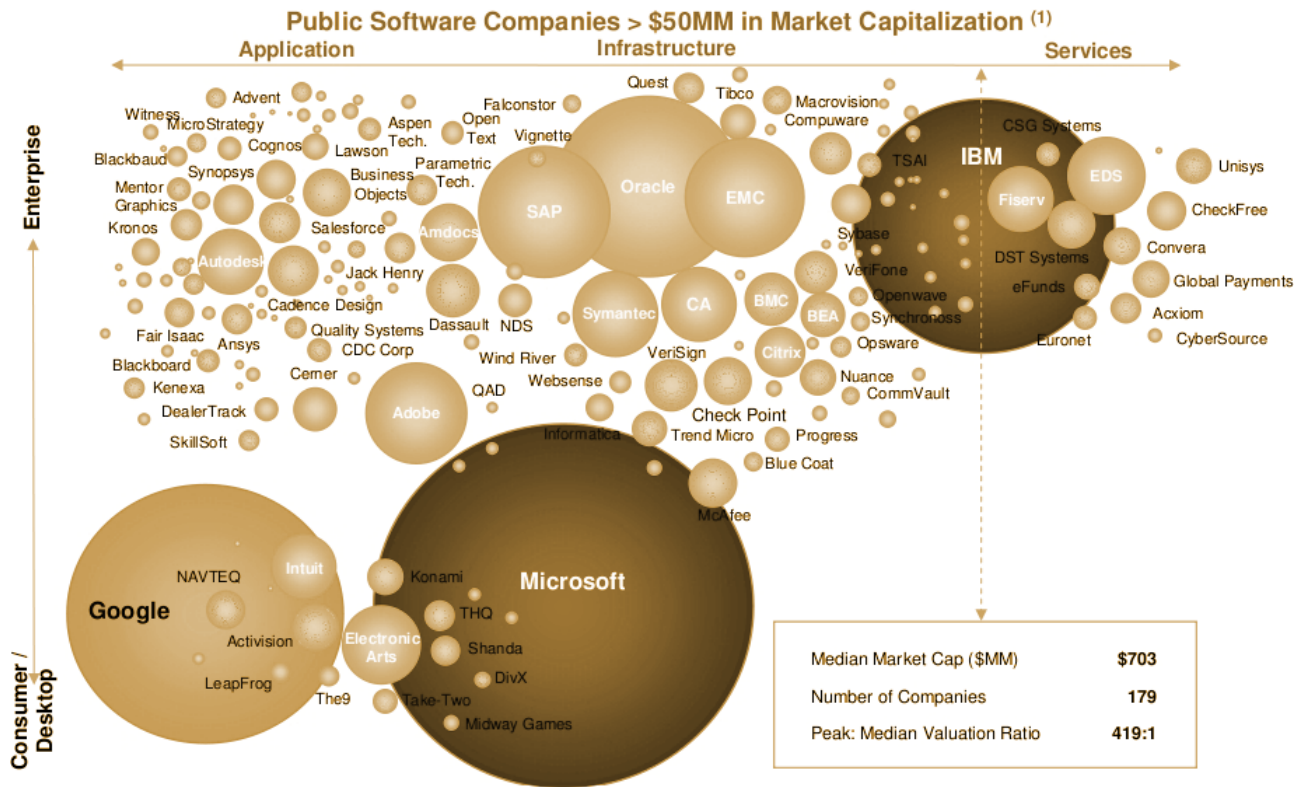 Public Software Companies > $50MM in Market Capitalization (1)
Application
Infrastructure
Services
Enterprise
Consumer /
Desktop
Quest
Tibco
Advent
Falconstor
Macrovision
Witness
MicroStrategy
Aspen
Tech.
Open
Text
Compuware
CSG Systems
Cognos
Lawson
Vignette
Blackbaud
Synopsys
Parametric
Tech.
TSAI
IBM
Unisys
Business
Objects
Oracle
EDS
Mentor
Graphics
SAP
EMC
Fiserv
CheckFree
Kronos
Salesforce
Amdocs
Sybase
Convera
Autodesk
Jack Henry
VeriFone
DST Systems
Global Payments
eFunds
Cadence Design
Symantec
CA
BMC
Openwave
Acxiom
BEA
Synchronoss
Fair Isaac
Ansys
Quality Systems
Dassault
NDS
Euronet
CyberSource
CDC Corp
Wind River
VeriSign
Citrix
Opsware
Blackboard
Cerner
Websense
Nuance
Kenexa
QAD
CommVault
DealerTrack
Adobe
Check Point
SkillSoft
Informatica
Trend Micro
Progress
Blue Coat
McAfee
NAVTEQ
Intuit
Konami
Microsoft
Google
THQ
Activision
Electronic
Arts
Shanda
LeapFrog
The9
DivX
Take-Two
Midway Games
Median Market Cap ($MM) $703
Number of Companies 179
Peak: Median Valuation Ratio 419:1